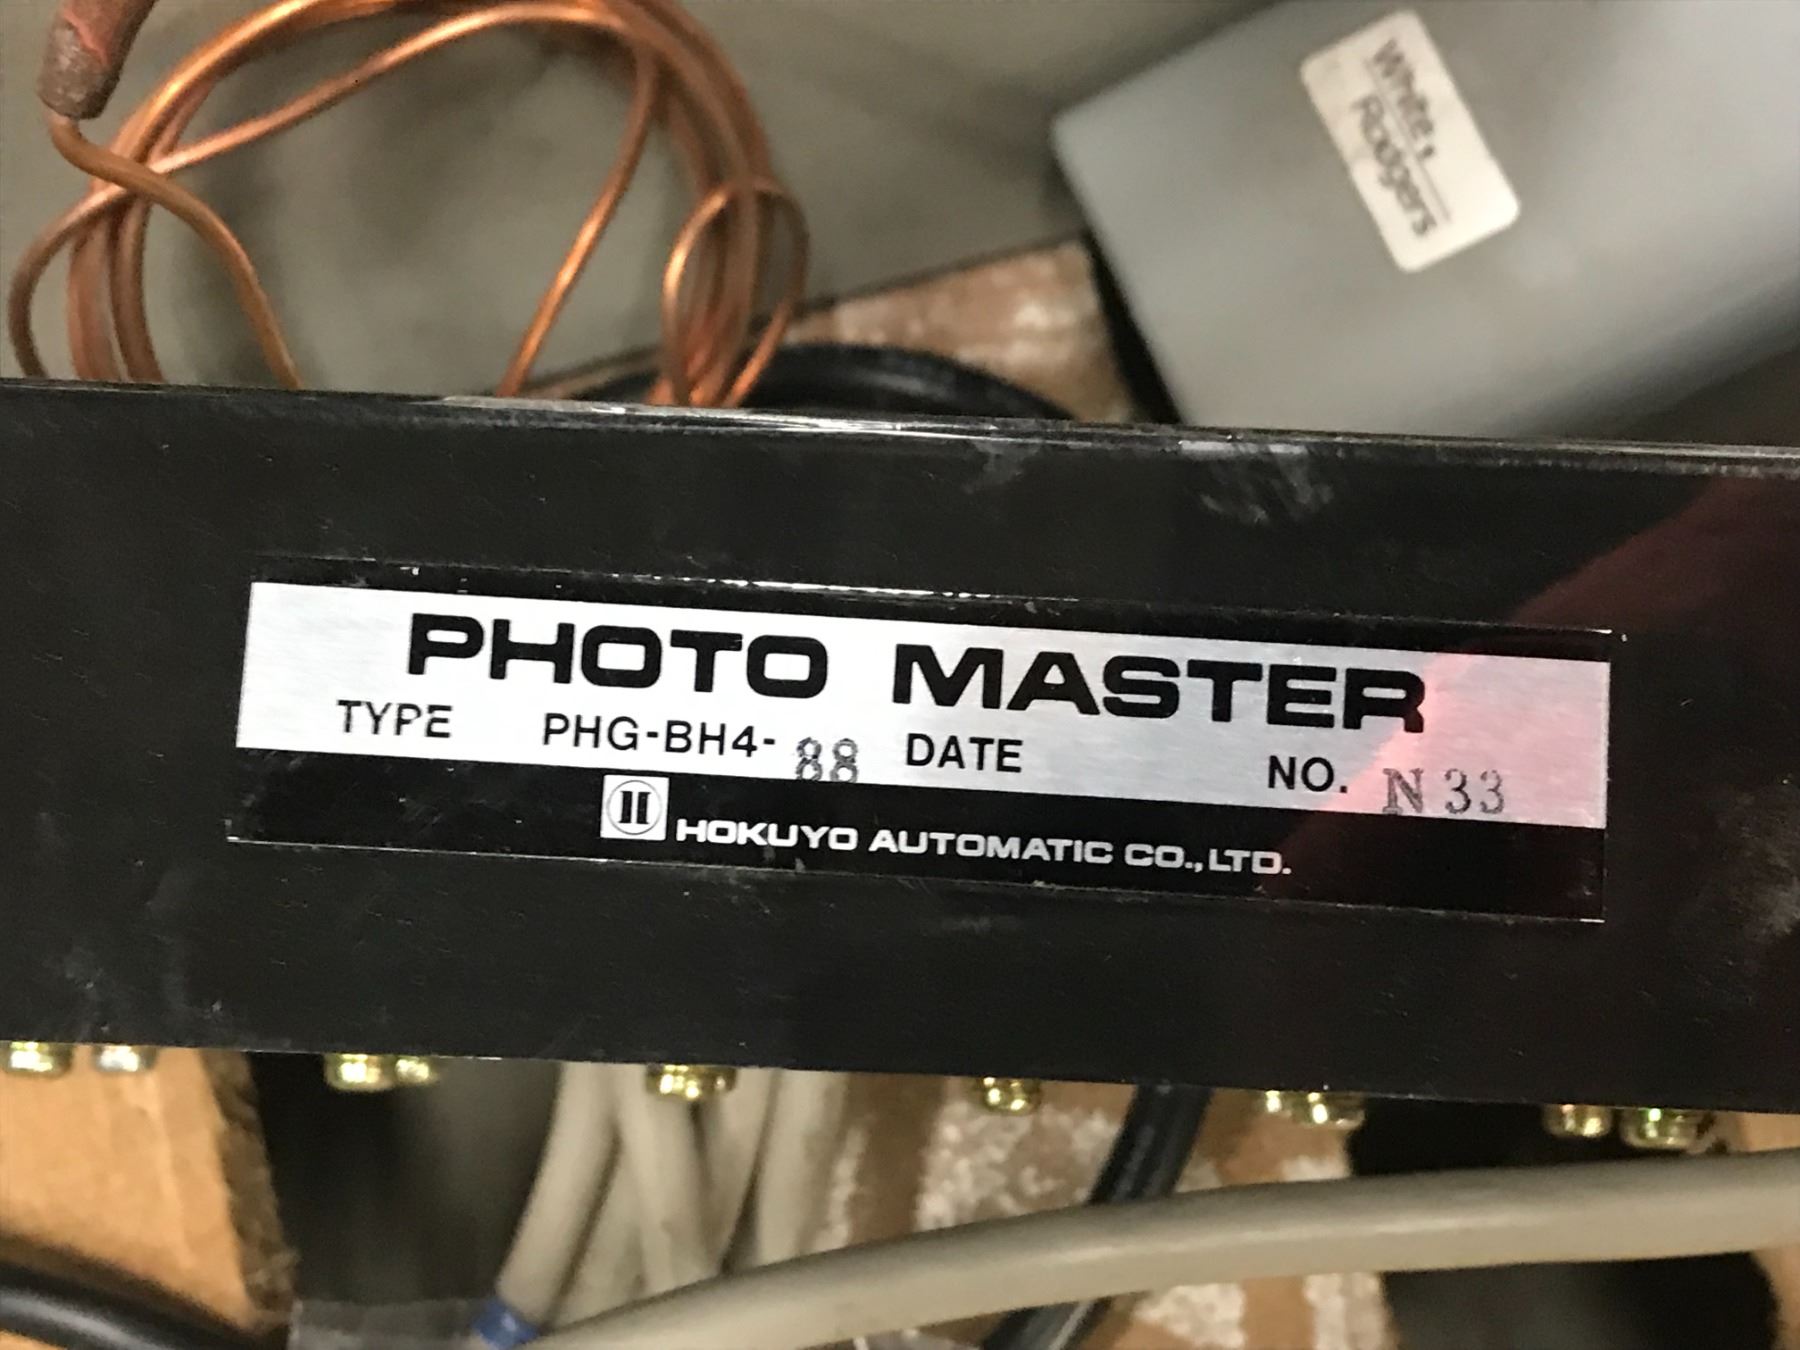 White
Rodgers
PHOTO MASTER
TYPE PHG-BH4-88 DATE NO. N33
HOKUYO AUTOMATIC CO.,LTD.